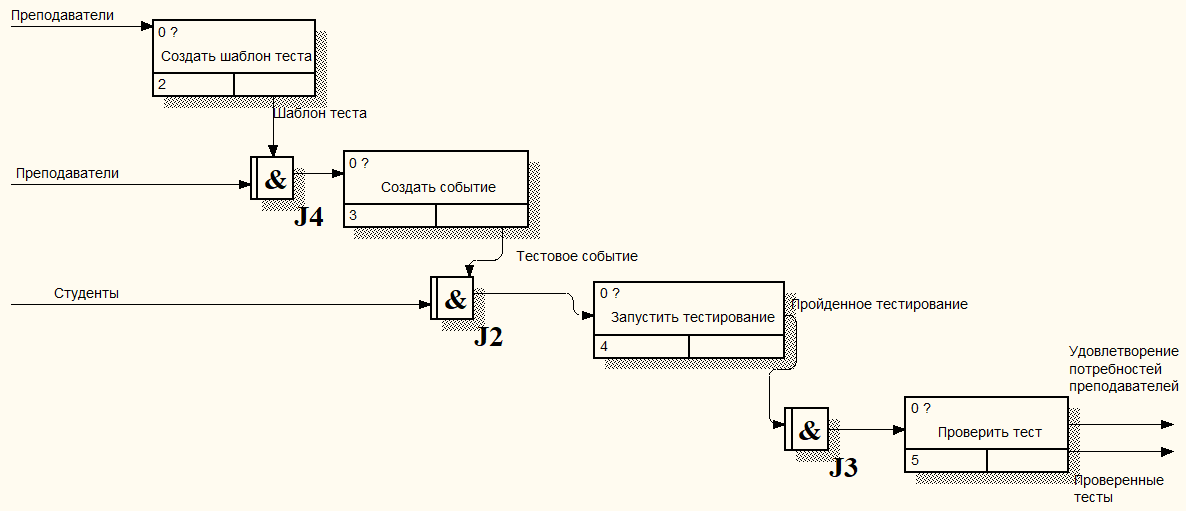 Преподаватели
0 ?
Создать шаблон теста
2
Шаблон теста
Преподаватели
&
J4
0 ?
Создать событие
3
Тестовое событие
Студенты
&
J2
0 ?
Запустить тестирование
4
Пройденное тестирование
&
J3
0 ?
Проверить тест
5
Удовлетворение
потребностей
преподавателей
Проверенные
тесты